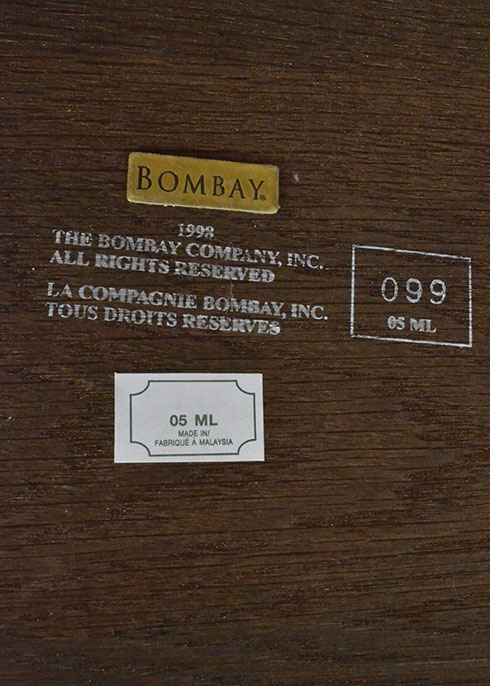 BOMBAY®
1998
THE BOMBAY COMPANY, INC.
ALL RIGHTS RESERVED
LA COMPAGNIE BOMBAY, INC.
TOUS DROITS RESERVES
099
05 ML
05 ML
MADE IN/
FABRIQUÉ A MALAYSIA